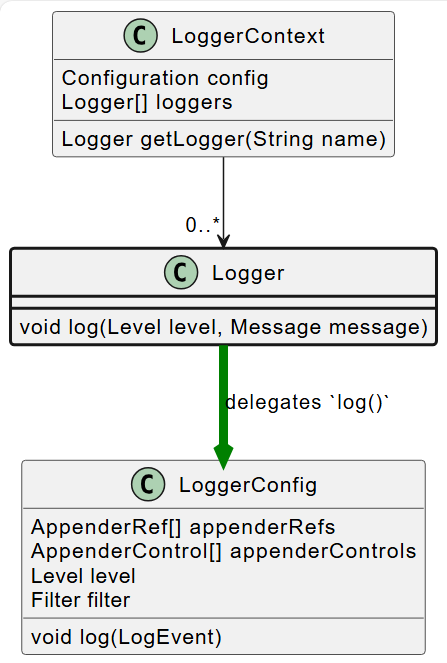 C LoggerContext
Configuration config
Logger[] loggers
Logger getLogger(String name)
0..*
C Logger
void log(Level level, Message message)
delegates `log()`
C LoggerConfig
AppenderRef[] appenderRefs
AppenderControl[] appenderControls
Level level
Filter filter
void log(LogEvent)